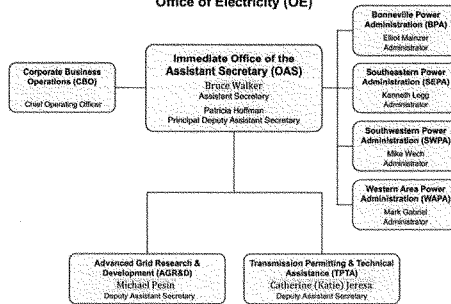 Office of Electricity (OE)
Immediate Office of the
Assistant Secretary (OAS)
Bruce Walker
Assistant Secretary
Patricia Hoffman
Principal Deputy Assistant Secretary
Corporate Business
Operations (CBO)
Chief Operating Officer
Bonneville Power
Administration (BPA)
Elliot Mainzer
Administrator
Southeastern Power
Administration (SEPA)
Kenneth Legg
Administrator
Southwestern Power
Administration (SWPA)
Mike Wech
Administrator
Western Area Power
Administration (WAPA)
Mark Gabriel
Administrator
Advanced Grid Research &
Development (AGR&D)
Michael Pesin
Deputy Assistant Secretary
Transmission Permitting & Technical
Assistance (TPTA)
Catherine (Katie) Jereza
Deputy Assistant Secretary